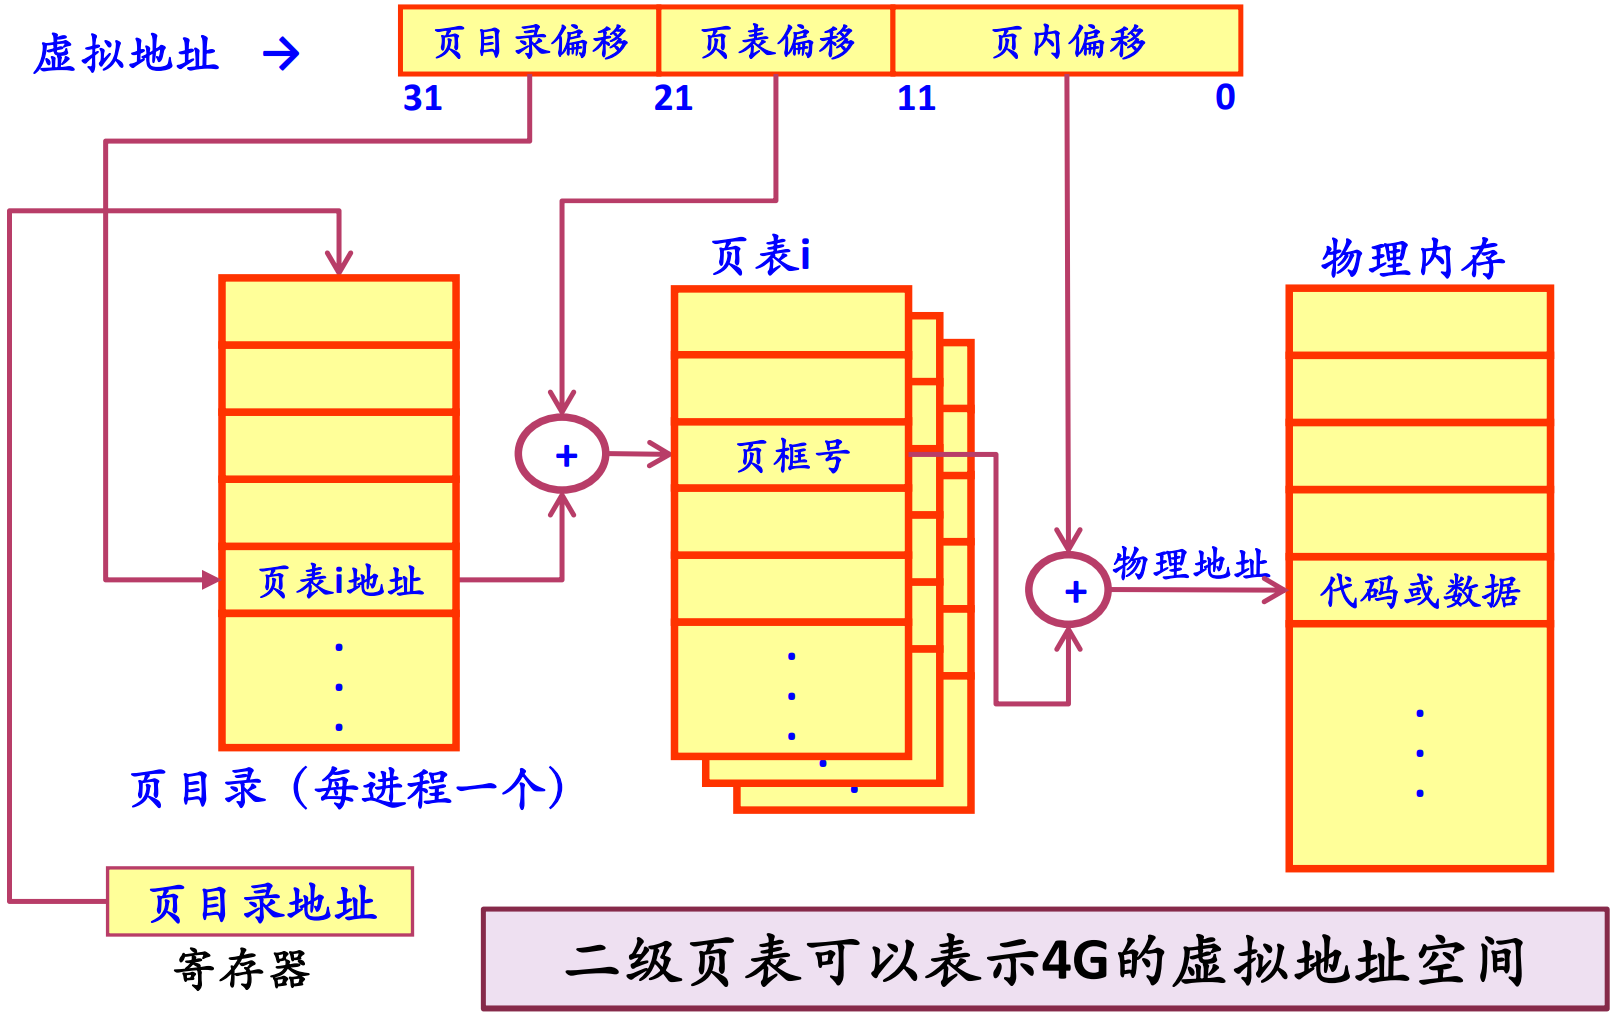 虚拟地址 → 页目录偏移 页表偏移 页内偏移
31 21 11 0
页表i
物理内存
页框号
+
物理地址
+
页表i地址
代码或数据
页目录（每进程一个）
页目录地址
寄存器
二级页表可以表示4G的虚拟地址空间